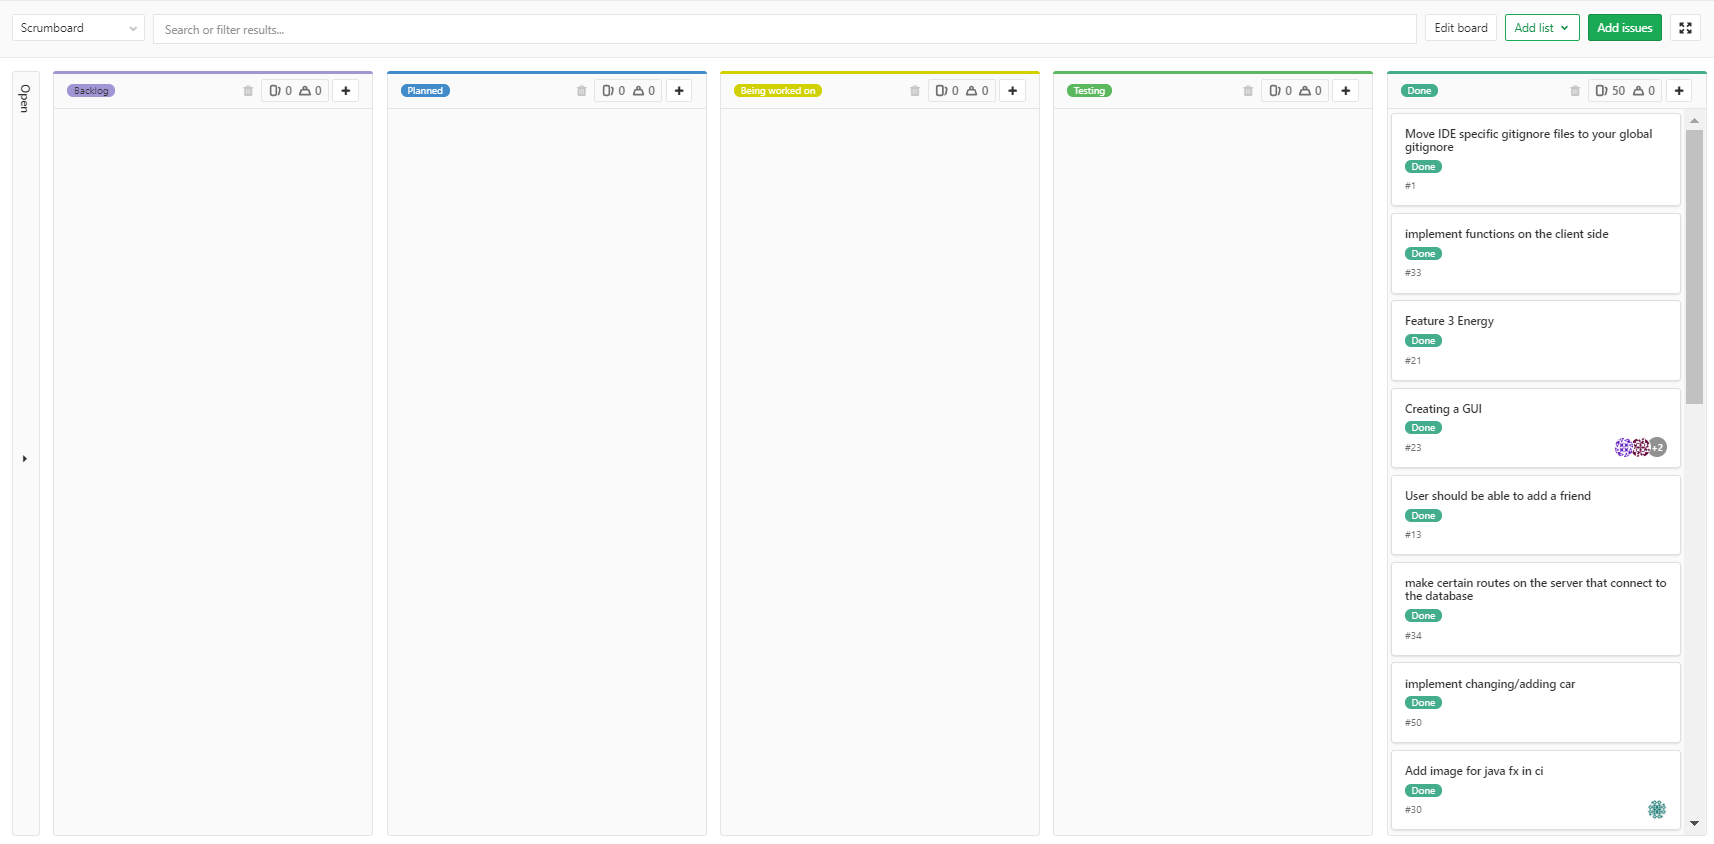 Scrumboard
Search or filter results...
Edit board
Add list
Add issues
Open
Backlog
0 0
Planned
0 0
Being worked on
0 0
Testing
0 0
Done
50 0
Move IDE specific gitignore files to your global
gitignore
Done
#1
implement functions on the client side
Done
#33
Feature 3 Energy
Done
#21
Creating a GUI
Done
#23
+2
User should be able to add a friend
Done
#13
make certain routes on the server that connect to
the database
Done
#34
implement changing/adding car
Done
#50
Add image for java fx in ci
Done
#30